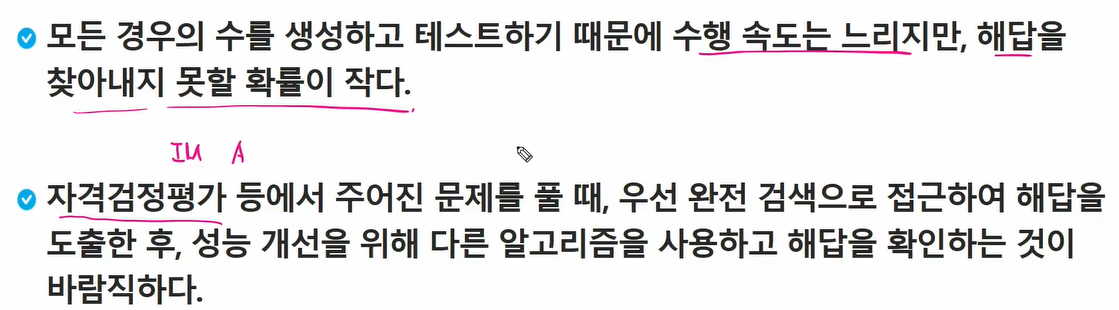 모든 경우의 수를 생성하고 테스트하기 때문에 수행 속도는 느리지만, 해답을
찾아내지 못할 확률이 작다.
IM A
자격검정평가 등에서 주어진 문제를 풀 때, 우선 완전 검색으로 접근하여 해답을
도출한 후, 성능 개선을 위해 다른 알고리즘을 사용하고 해답을 확인하는 것이
바람직하다.